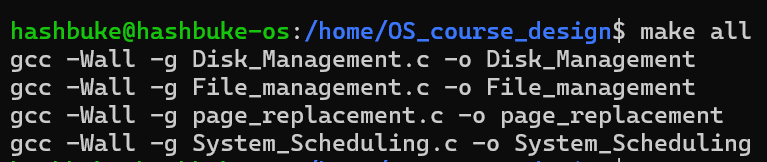 hashbuke@hashbuke-os:/home/OS_course_design$ make all
gcc -Wall -g Disk_Management.c -o Disk_Management
gcc -Wall -g File_management.c -o File_management
gcc -Wall -g page_replacement.c -o page_replacement
gcc -Wall -g System_Scheduling.c -o System_Scheduling